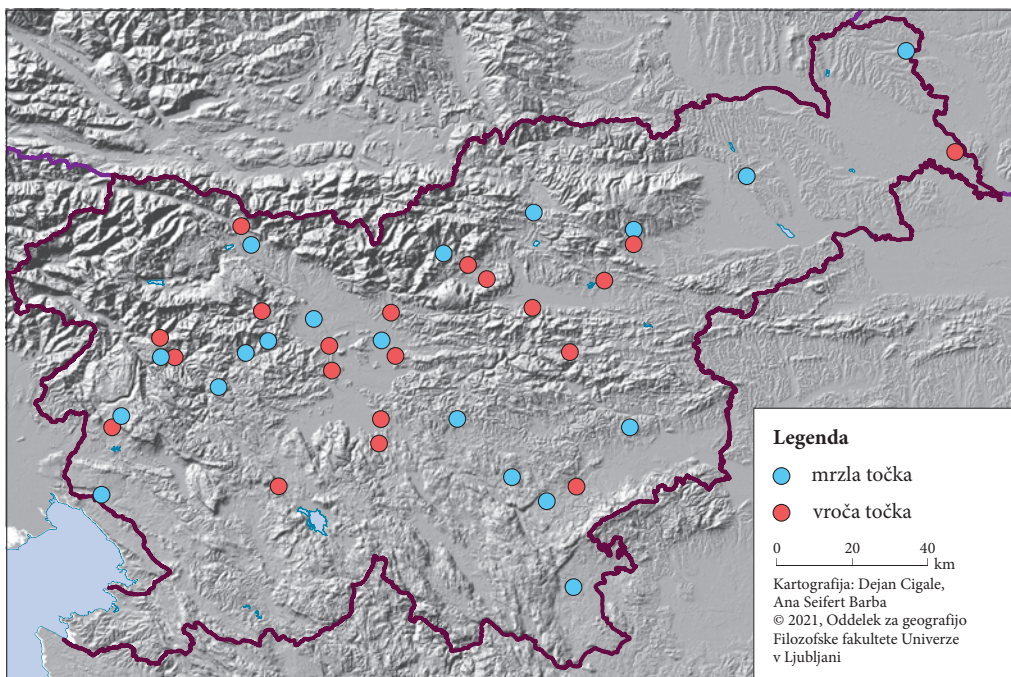 Legenda
mrzla točka
vroča točka
0 20 40
km
Kartografija: Dejan Cigale,
Ana Seifert Barba
© 2021, Oddelek za geografijo
Filozofske fakultete Univerze
v Ljubljani